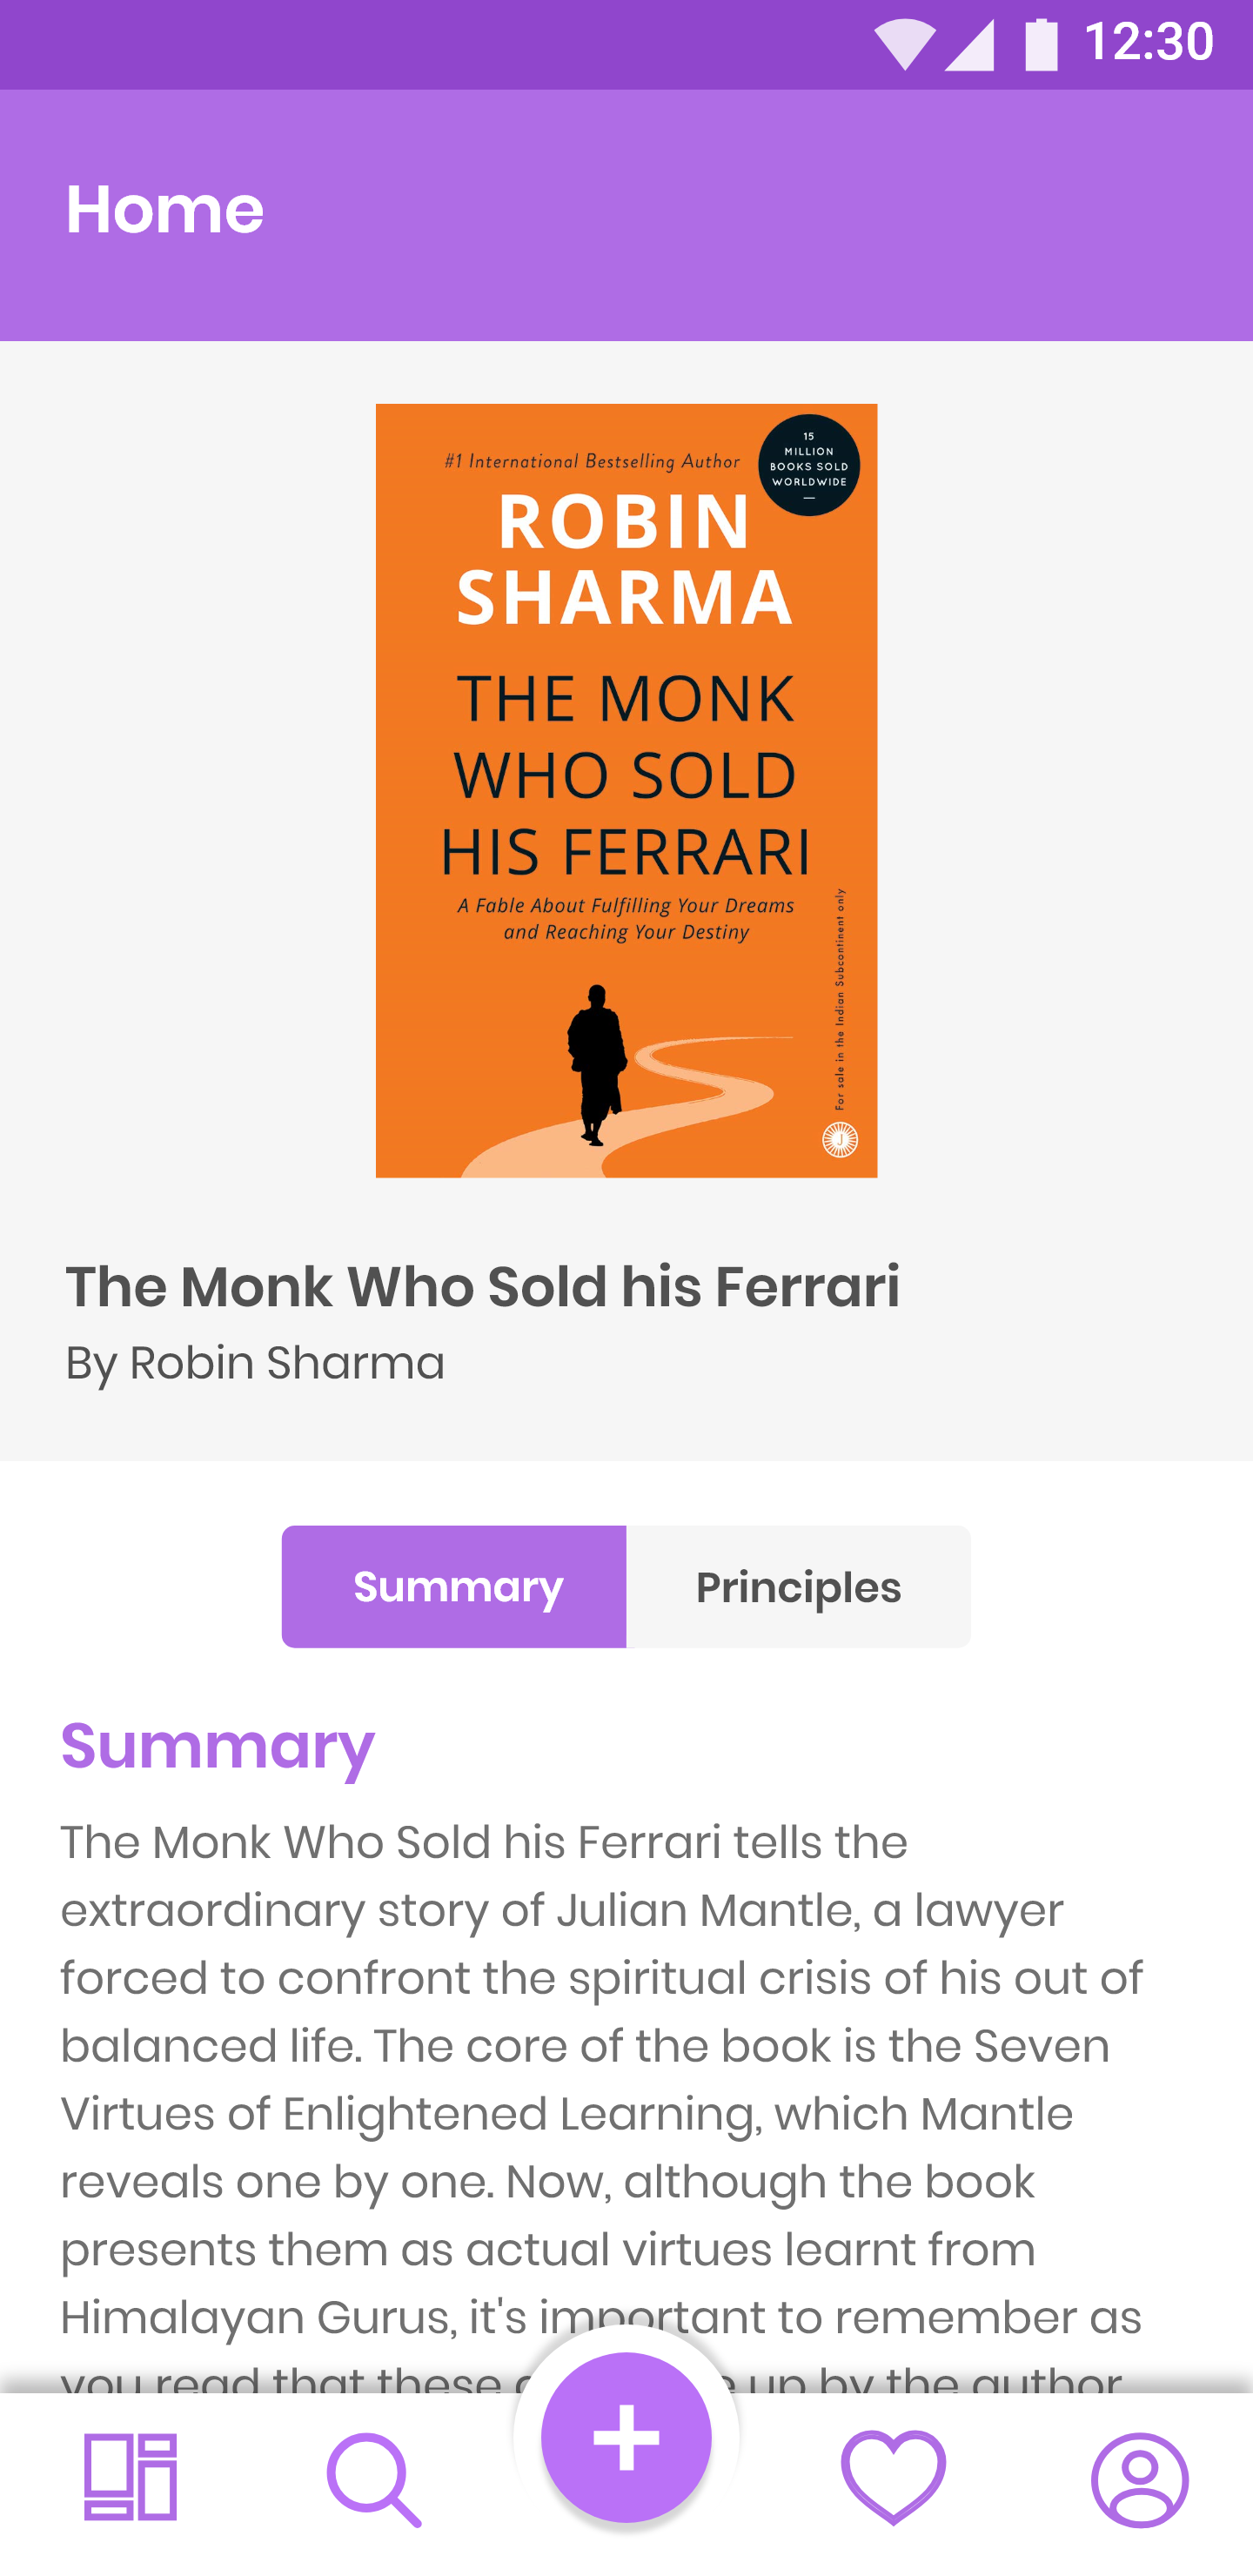 12:30
Home
#1 International Bestselling Author
15
MILLION
BOOKS SOLD
WORLDWIDE
ROBIN
SHARMA
THE MONK
WHO SOLD
HIS FERRARI
A Fable About Fulfilling Your Dreams
and Reaching Your Destiny
For sale in the Indian Subcontinent only
J
The Monk Who Sold his Ferrari
By Robin Sharma
Summary
Principles
Summary
The Monk Who Sold his Ferrari tells the
extraordinary story of Julian Mantle, a lawyer
forced to confront the spiritual crisis of his out of
balanced life. The core of the book is the Seven
Virtues of Enlightened Learning, which Mantle
reveals one by one. Now, although the book
presents them as actual virtues learnt from
Himalayan Gurus, it's important to remember as
you read that these up by the author